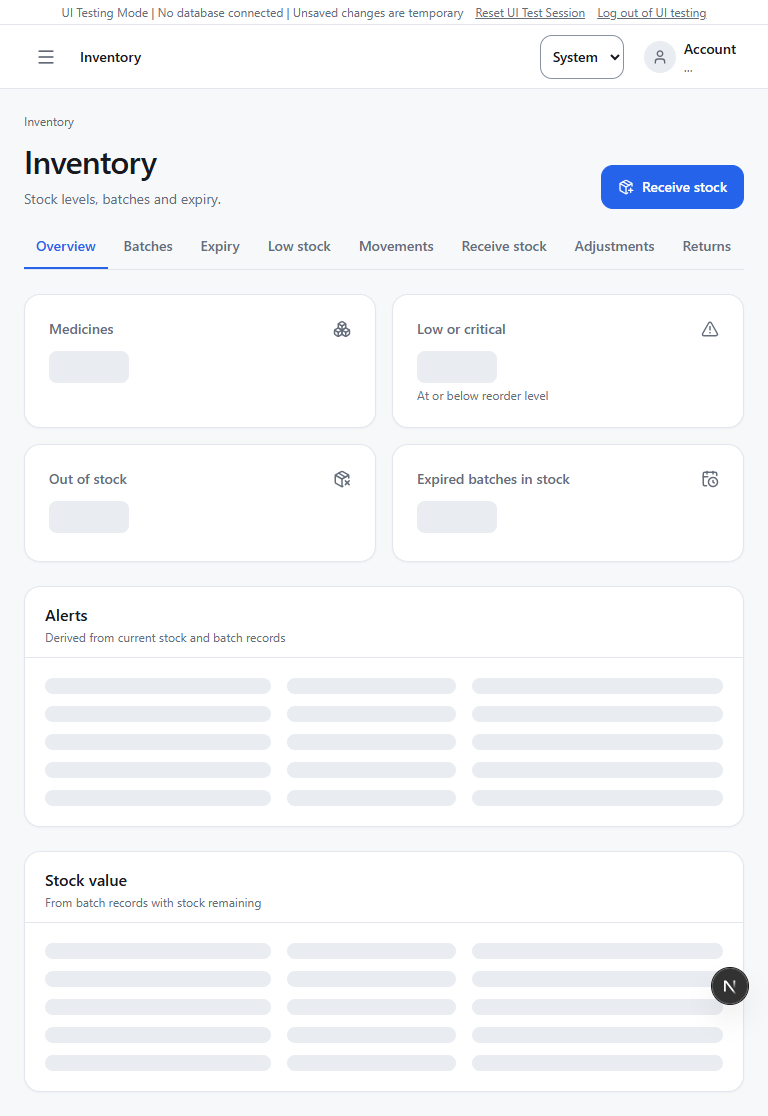 UI Testing Mode | No database connected | Unsaved changes are temporary Reset UI Test Session Log out of UI testing
Inventory
System
Account
...
Inventory
Inventory
Stock levels, batches and expiry.
Receive stock
Overview Batches Expiry Low stock Movements Receive stock Adjustments Returns
Medicines
Low or critical
At or below reorder level
Out of stock
Expired batches in stock
Alerts
Derived from current stock and batch records
Stock value
From batch records with stock remaining
N